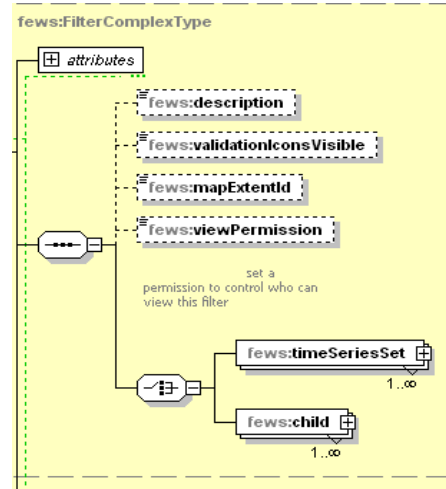 fews:FilterComplexType
attributes
fews:description
fews:validationIconsVisible
fews:mapExtentId
fews:viewPermission
set a
permission to control who can
view this filter
fews:timeSeriesSet
1..∞
fews:child
1..∞